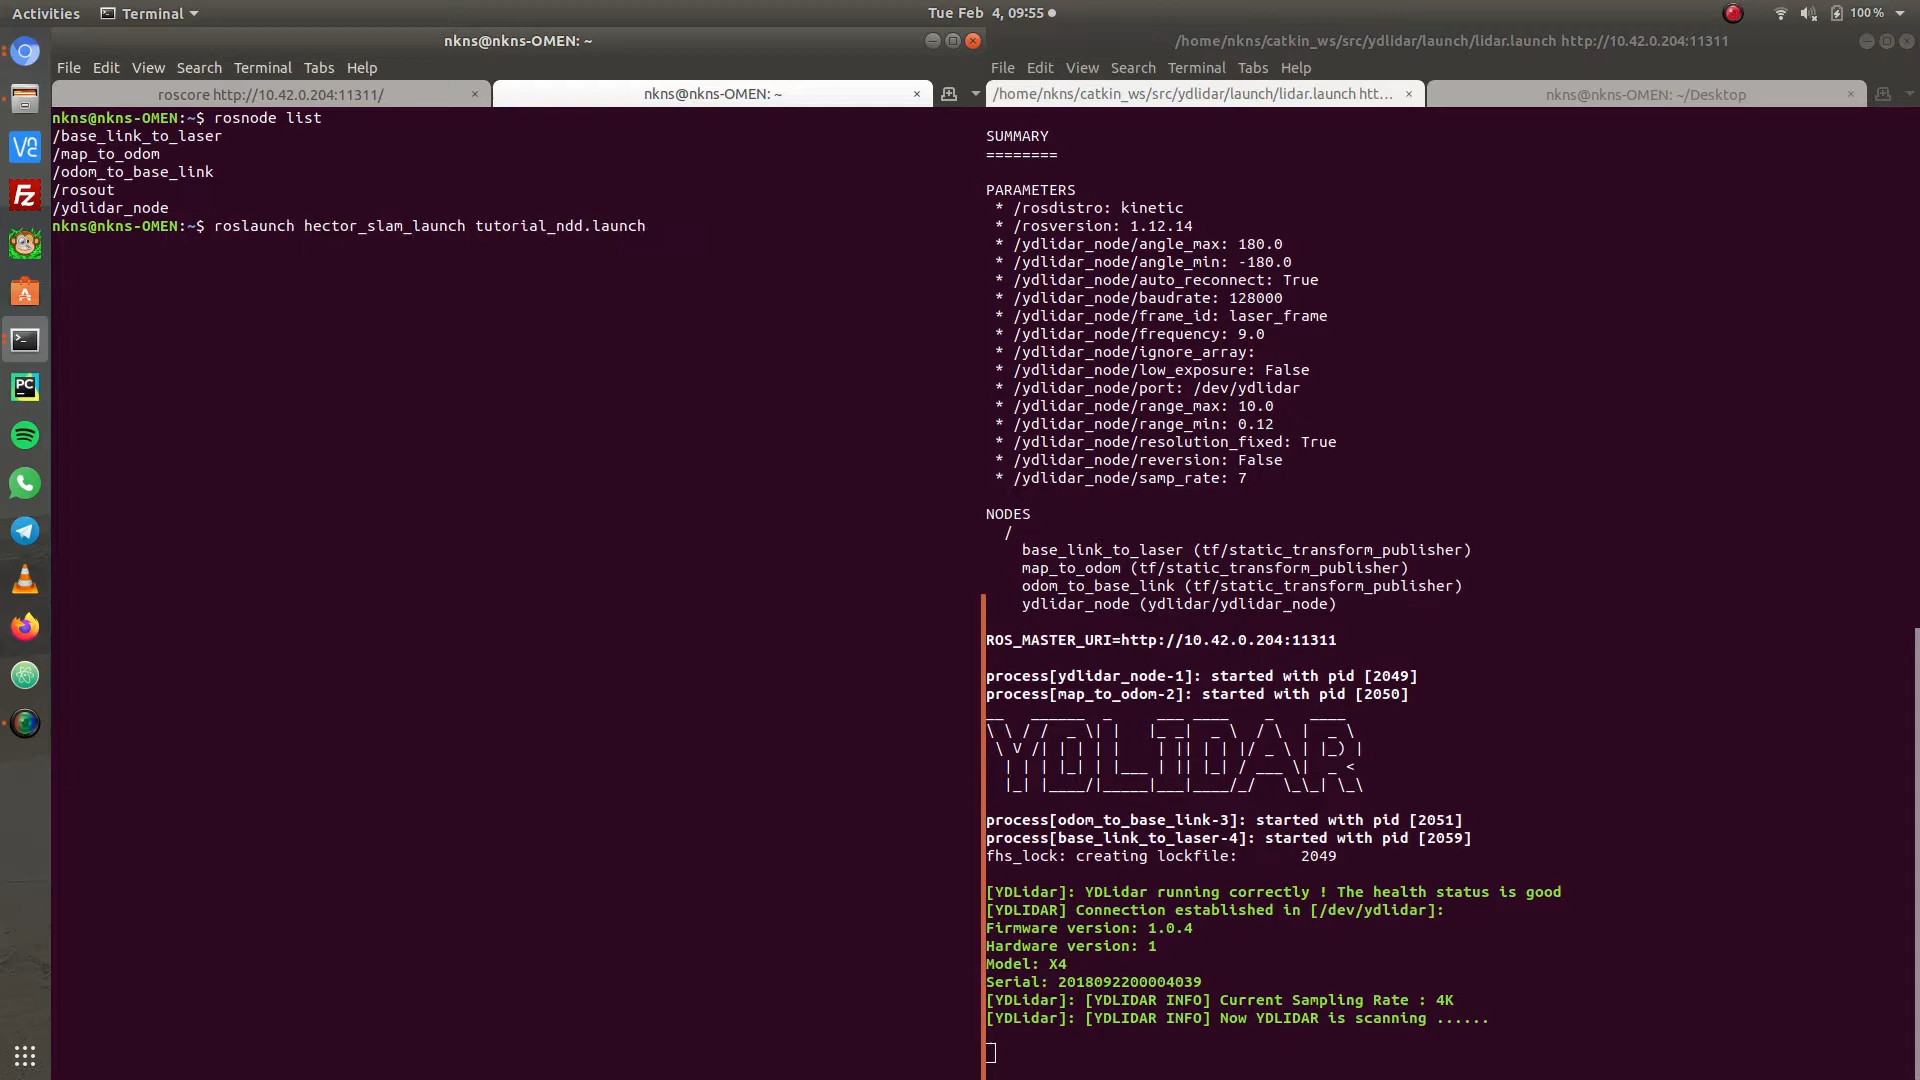 Activities Terminal Tue Feb 4, 09:55 100 %
nkns@nkns-OMEN: ~
File Edit View Search Terminal Tabs Help
roscore http://10.42.0.204:11311/ × nkns@nkns-OMEN: ~ ×
nkns@nkns-OMEN:~$ rosnode list
/base_link_to_laser
/map_to_odom
/odom_to_base_link
/rosout
/ydlidar_node
nkns@nkns-OMEN:~$ roslaunch hector_slam_launch tutorial_ndd.launch
/home/nkns/catkin_ws/src/ydlidar/launch/lidar.launch http://10.42.0.204:11311
File Edit View Search Terminal Tabs Help
/home/nkns/catkin_ws/src/ydlidar/launch/lidar.launch htt... × nkns@nkns-OMEN: ~/Desktop ×
SUMMARY
========
PARAMETERS
* /rosdistro: kinetic
* /rosversion: 1.12.14
* /ydlidar_node/angle_max: 180.0
* /ydlidar_node/angle_min: -180.0
* /ydlidar_node/auto_reconnect: True
* /ydlidar_node/baudrate: 128000
* /ydlidar_node/frame_id: laser_frame
* /ydlidar_node/frequency: 9.0
* /ydlidar_node/ignore_array:
* /ydlidar_node/low_exposure: False
* /ydlidar_node/port: /dev/ydlidar
* /ydlidar_node/range_max: 10.0
* /ydlidar_node/range_min: 0.12
* /ydlidar_node/resolution_fixed: True
* /ydlidar_node/reversion: False
* /ydlidar_node/samp_rate: 7
NODES
/
base_link_to_laser (tf/static_transform_publisher)
map_to_odom (tf/static_transform_publisher)
odom_to_base_link (tf/static_transform_publisher)
ydlidar_node (ydlidar/ydlidar_node)
ROS_MASTER_URI=http://10.42.0.204:11311
process[ydlidar_node-1]: started with pid [2049]
process[map_to_odom-2]: started with pid [2050]
YDLIDAR
process[odom_to_base_link-3]: started with pid [2051]
process[base_link_to_laser-4]: started with pid [2059]
fhs_lock: creating lockfile: 2049
[YDLidar]: YDLidar running correctly ! The health status is good
[YDLIDAR] Connection established in [/dev/ydlidar]:
Firmware version: 1.0.4
Hardware version: 1
Model: X4
Serial: 2018092200004039
[YDLidar]: [YDLIDAR INFO] Current Sampling Rate : 4K
[YDLidar]: [YDLIDAR INFO] Now YDLIDAR is scanning ......
V2
Fz
PC